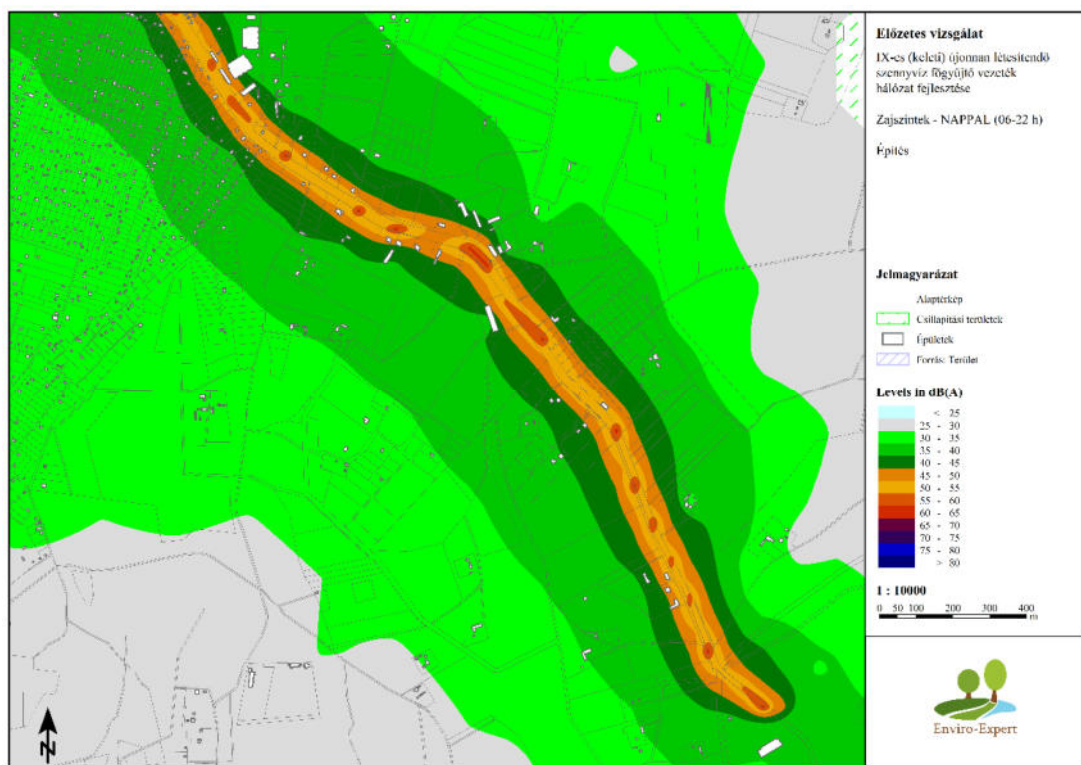 Előzetes vizsgálat
IX-es (keleti) újonnan létesítendő
szennyvíz főgyűjtő vezeték
hálózat fejlesztése
Zajszintek - NAPPAL (06-22 h)
Építés
Jelmagyarázat
Alaptérkép
Csillapítási területek
Épületek
Forrás: Terület
Levels in dB(A)
< 25
25 - 30
30 - 35
35 - 40
40 - 45
45 - 50
50 - 55
55 - 60
60 - 65
65 - 70
70 - 75
75 - 80
> 80
1 : 10000
0 50 100 200 300 400
m
N
Enviro-Expert